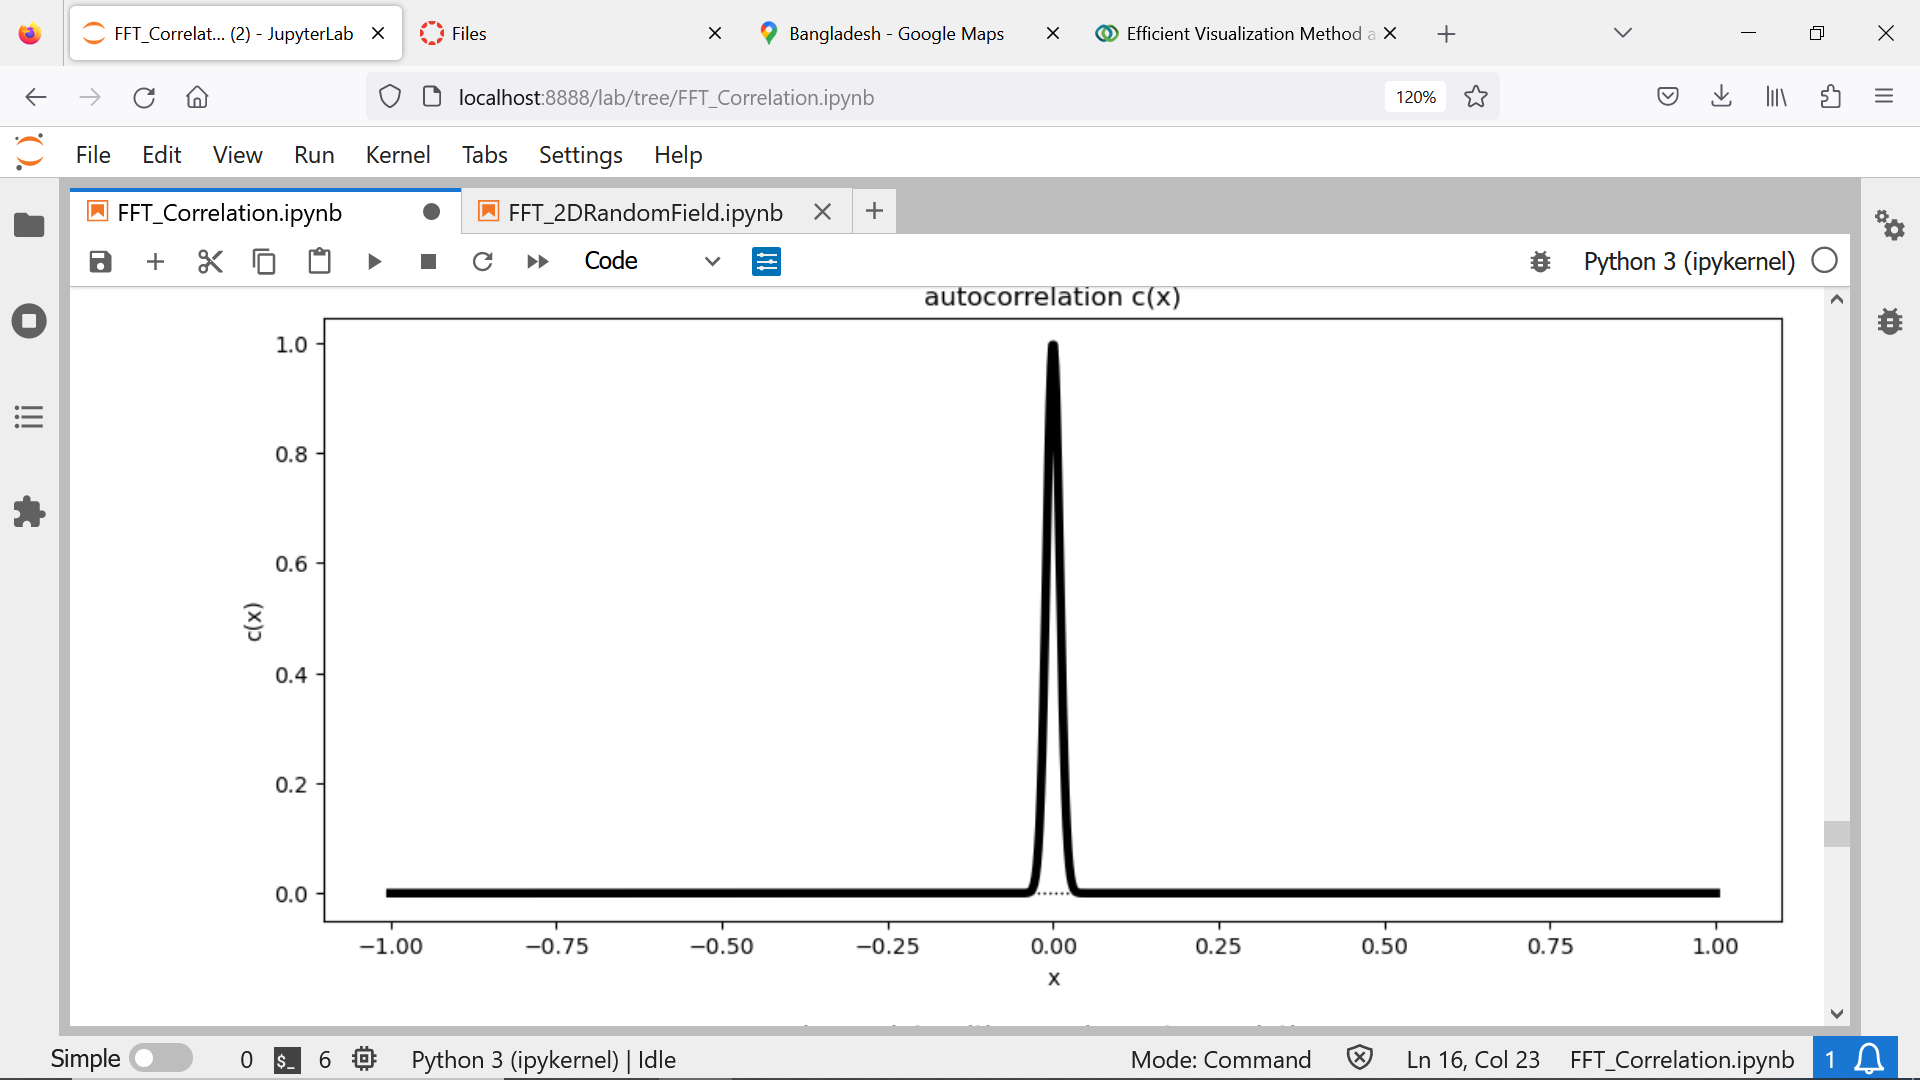 FFT_Correlat... (2) - JupyterLab
Files
Bangladesh - Google Maps
Efficient Visualization Method a
localhost:8888/lab/tree/FFT_Correlation.ipynb
120%
File Edit View Run Kernel Tabs Settings Help
FFT_Correlation.ipynb
FFT_2DRandomField.ipynb
Code
Python 3 (ipykernel)
autocorrelation c(x)
1.0
0.8
0.6
0.4
0.2
0.0
c(x)
−1.00 −0.75 −0.50 −0.25 0.00 0.25 0.50 0.75 1.00
x
Simple 0 $_ 6 Python 3 (ipykernel) | Idle Mode: Command Ln 16, Col 23 FFT_Correlation.ipynb 1